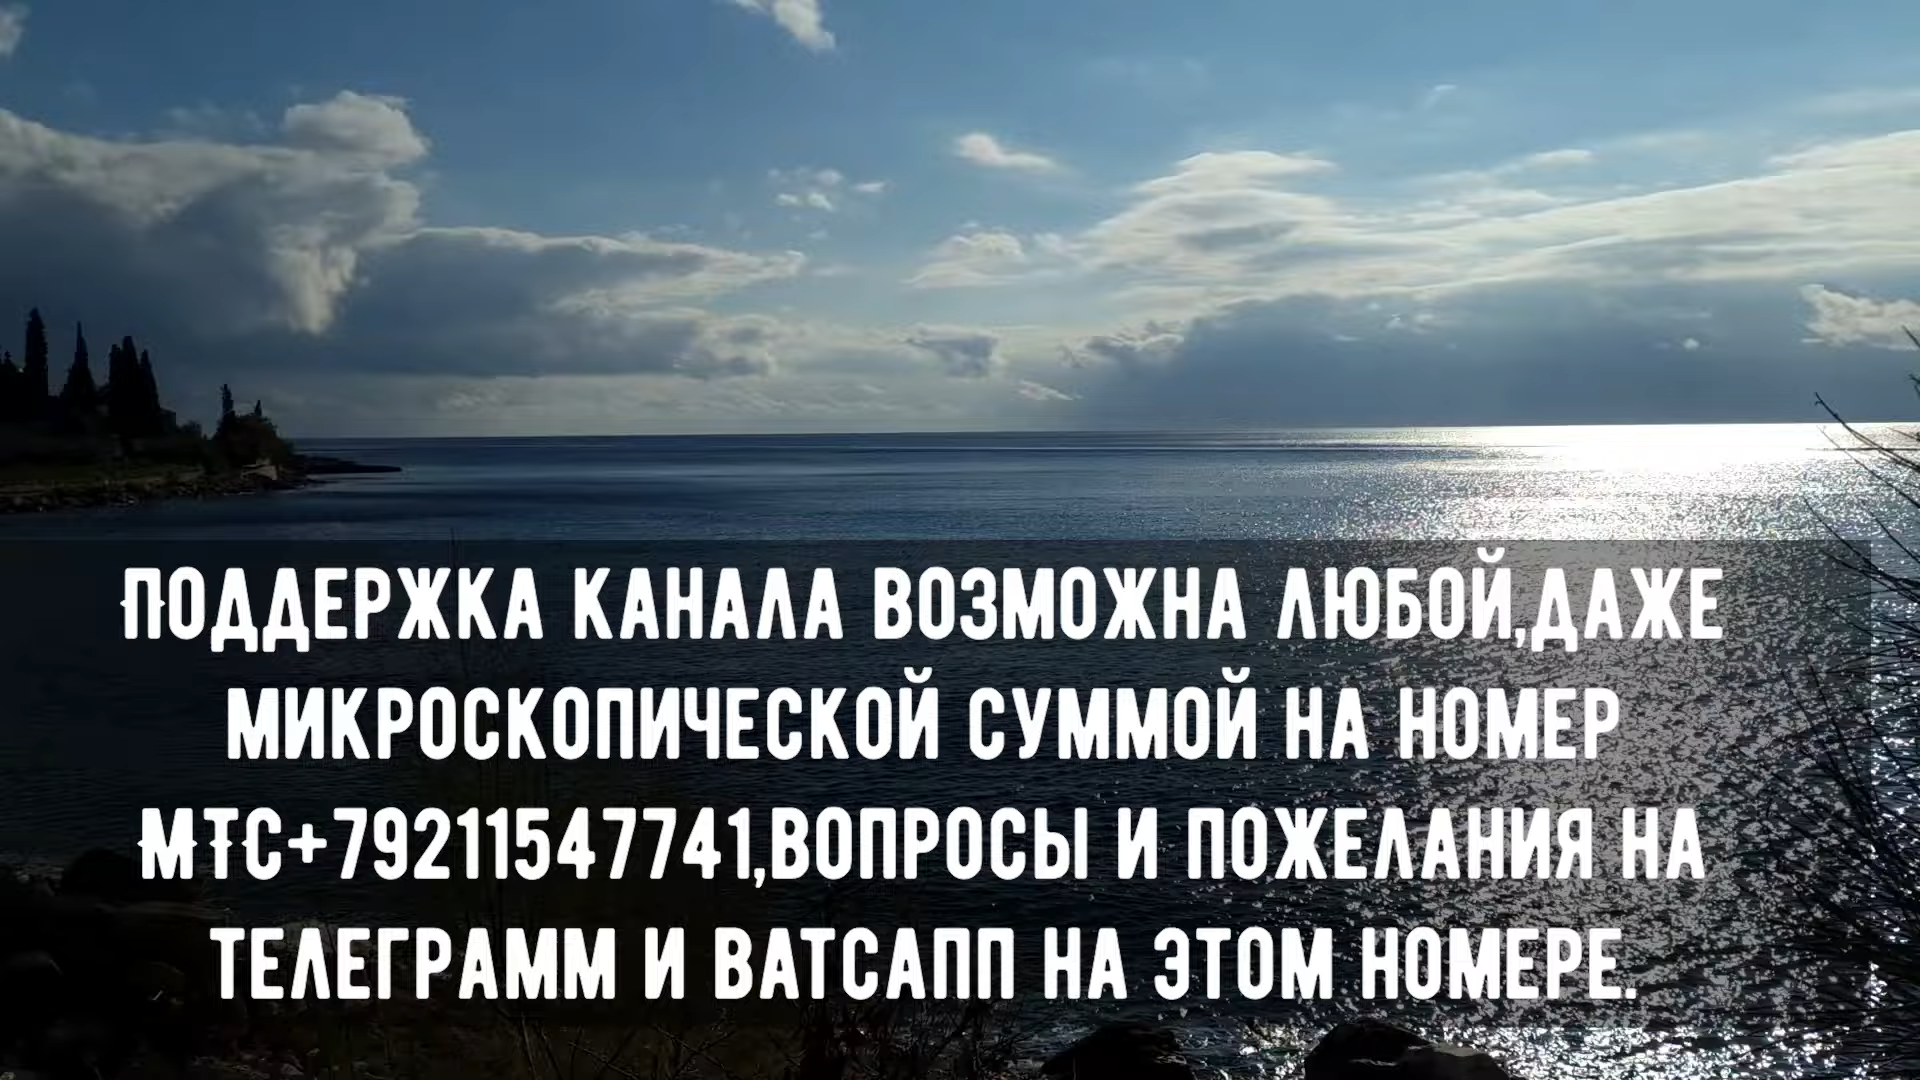 Поддержка канала возможна любой,даже
микроскопической суммой на номер
МТС+79211547741,вопросы и пожелания на
телеграмм и ватсапп на этом номере.